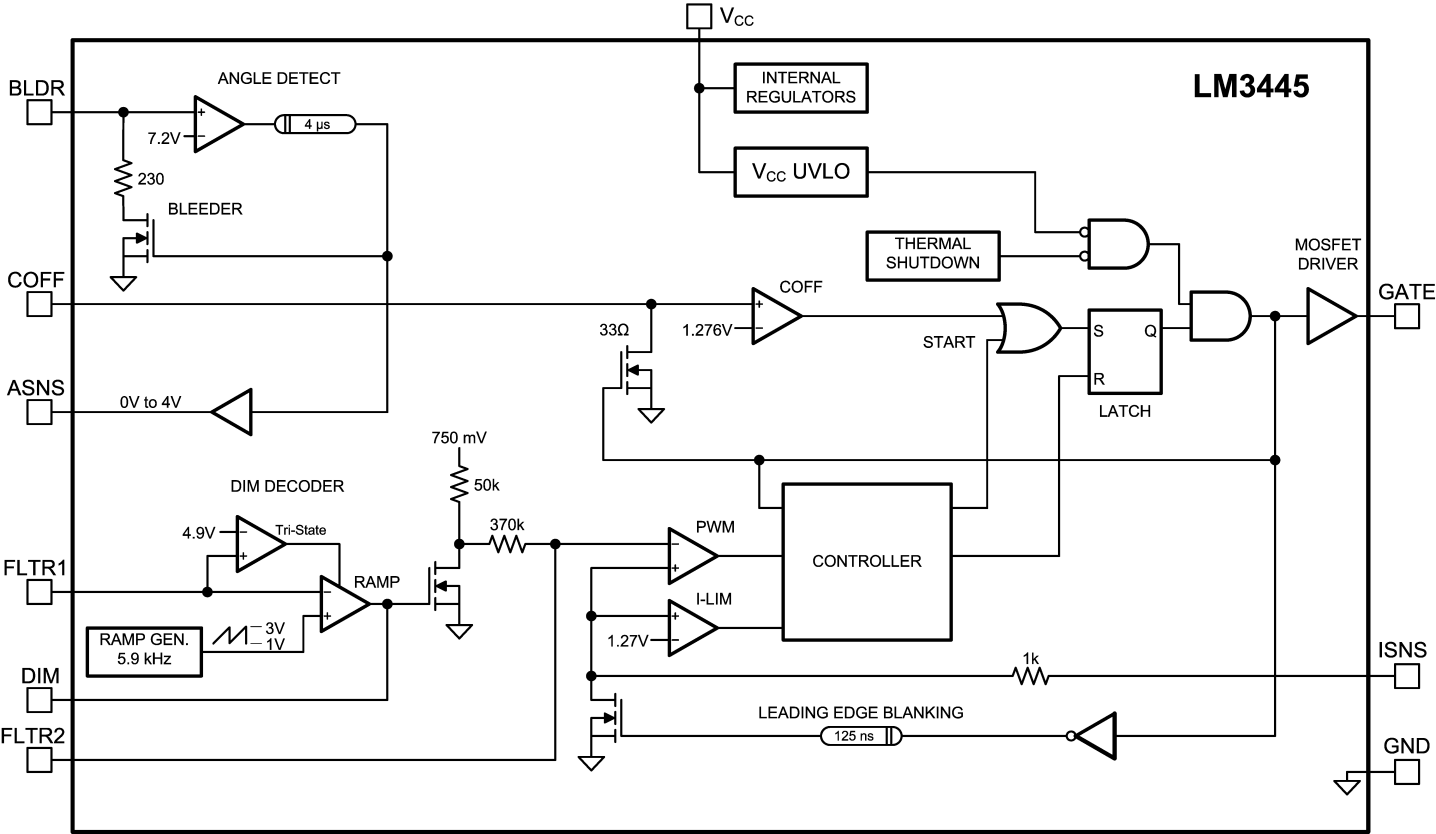 V_CC
LM3445
BLDR
ANGLE DETECT
INTERNAL
REGULATORS
+
7.2V
−
4 µs
230
V_CC UVLO
BLEEDER
THERMAL
SHUTDOWN
MOSFET
DRIVER
COFF
COFF
GATE
+
1.276V
−
33Ω
START
S
Q
R
LATCH
ASNS
0V to 4V
750 mV
50k
DIM DECODER
4.9V
−
+
Tri-State
370k
PWM
−
+
CONTROLLER
FLTR1
−
+
RAMP
I-LIM
+
1.27V
−
RAMP GEN.
5.9 kHz
3V
1V
DIM
1k
ISNS
FLTR2
LEADING EDGE BLANKING
125 ns
GND